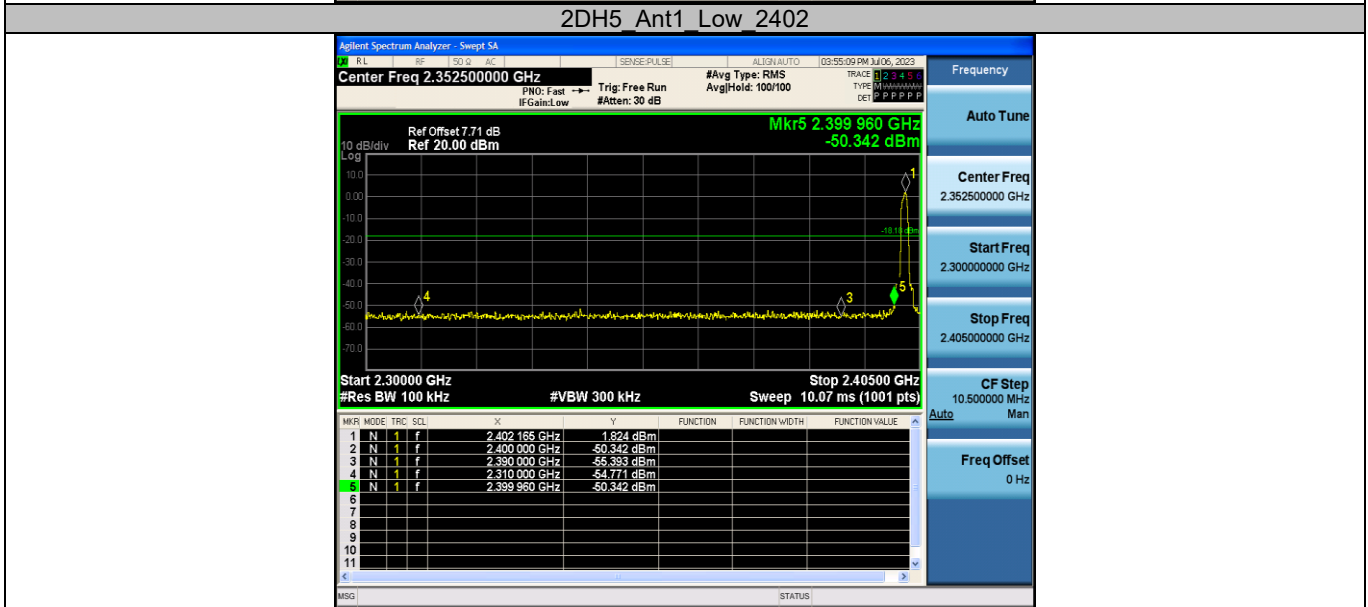 2DH5_Ant1_Low_2402
Agilent Spectrum Analyzer - Swept SA
RL RF 50 Ω AC SENSE:PULSE ALIGNAUTO 03:55:09 PM Jul 06, 2023
Center Freq 2.352500000 GHz
PNO: Fast
IFGain:Low
Trig: Free Run
#Atten: 30 dB
#Avg Type: RMS
Avg|Hold: 100/100
TRACE 1 2 3 4 5 6
TYPE M
DET P P P P P P
Mkr5 2.399 960 GHz
-50.342 dBm
Ref Offset 7.71 dB
10 dB/div Ref 20.00 dBm
Log
10.0
0.00
-10.0
-20.0
-30.0
-40.0
-50.0
-60.0
-70.0
-18.18 dBm
1
5
3
4
Start 2.30000 GHz Stop 2.40500 GHz
#Res BW 100 kHz #VBW 300 kHz Sweep 10.07 ms (1001 pts)
MKR MODE TRC SCL X Y FUNCTION FUNCTION WIDTH FUNCTION VALUE
1 N 1 f 2.402 165 GHz 1.824 dBm
2 N 1 f 2.400 000 GHz -50.342 dBm
3 N 1 f 2.390 000 GHz -55.393 dBm
4 N 1 f 2.310 000 GHz -54.771 dBm
5 N 1 f 2.399 960 GHz -50.342 dBm
6
7
8
9
10
11
MSG STATUS
Frequency
Auto Tune
Center Freq
2.352500000 GHz
Start Freq
2.300000000 GHz
Stop Freq
2.405000000 GHz
CF Step
10.500000 MHz
Auto Man
Freq Offset
0 Hz